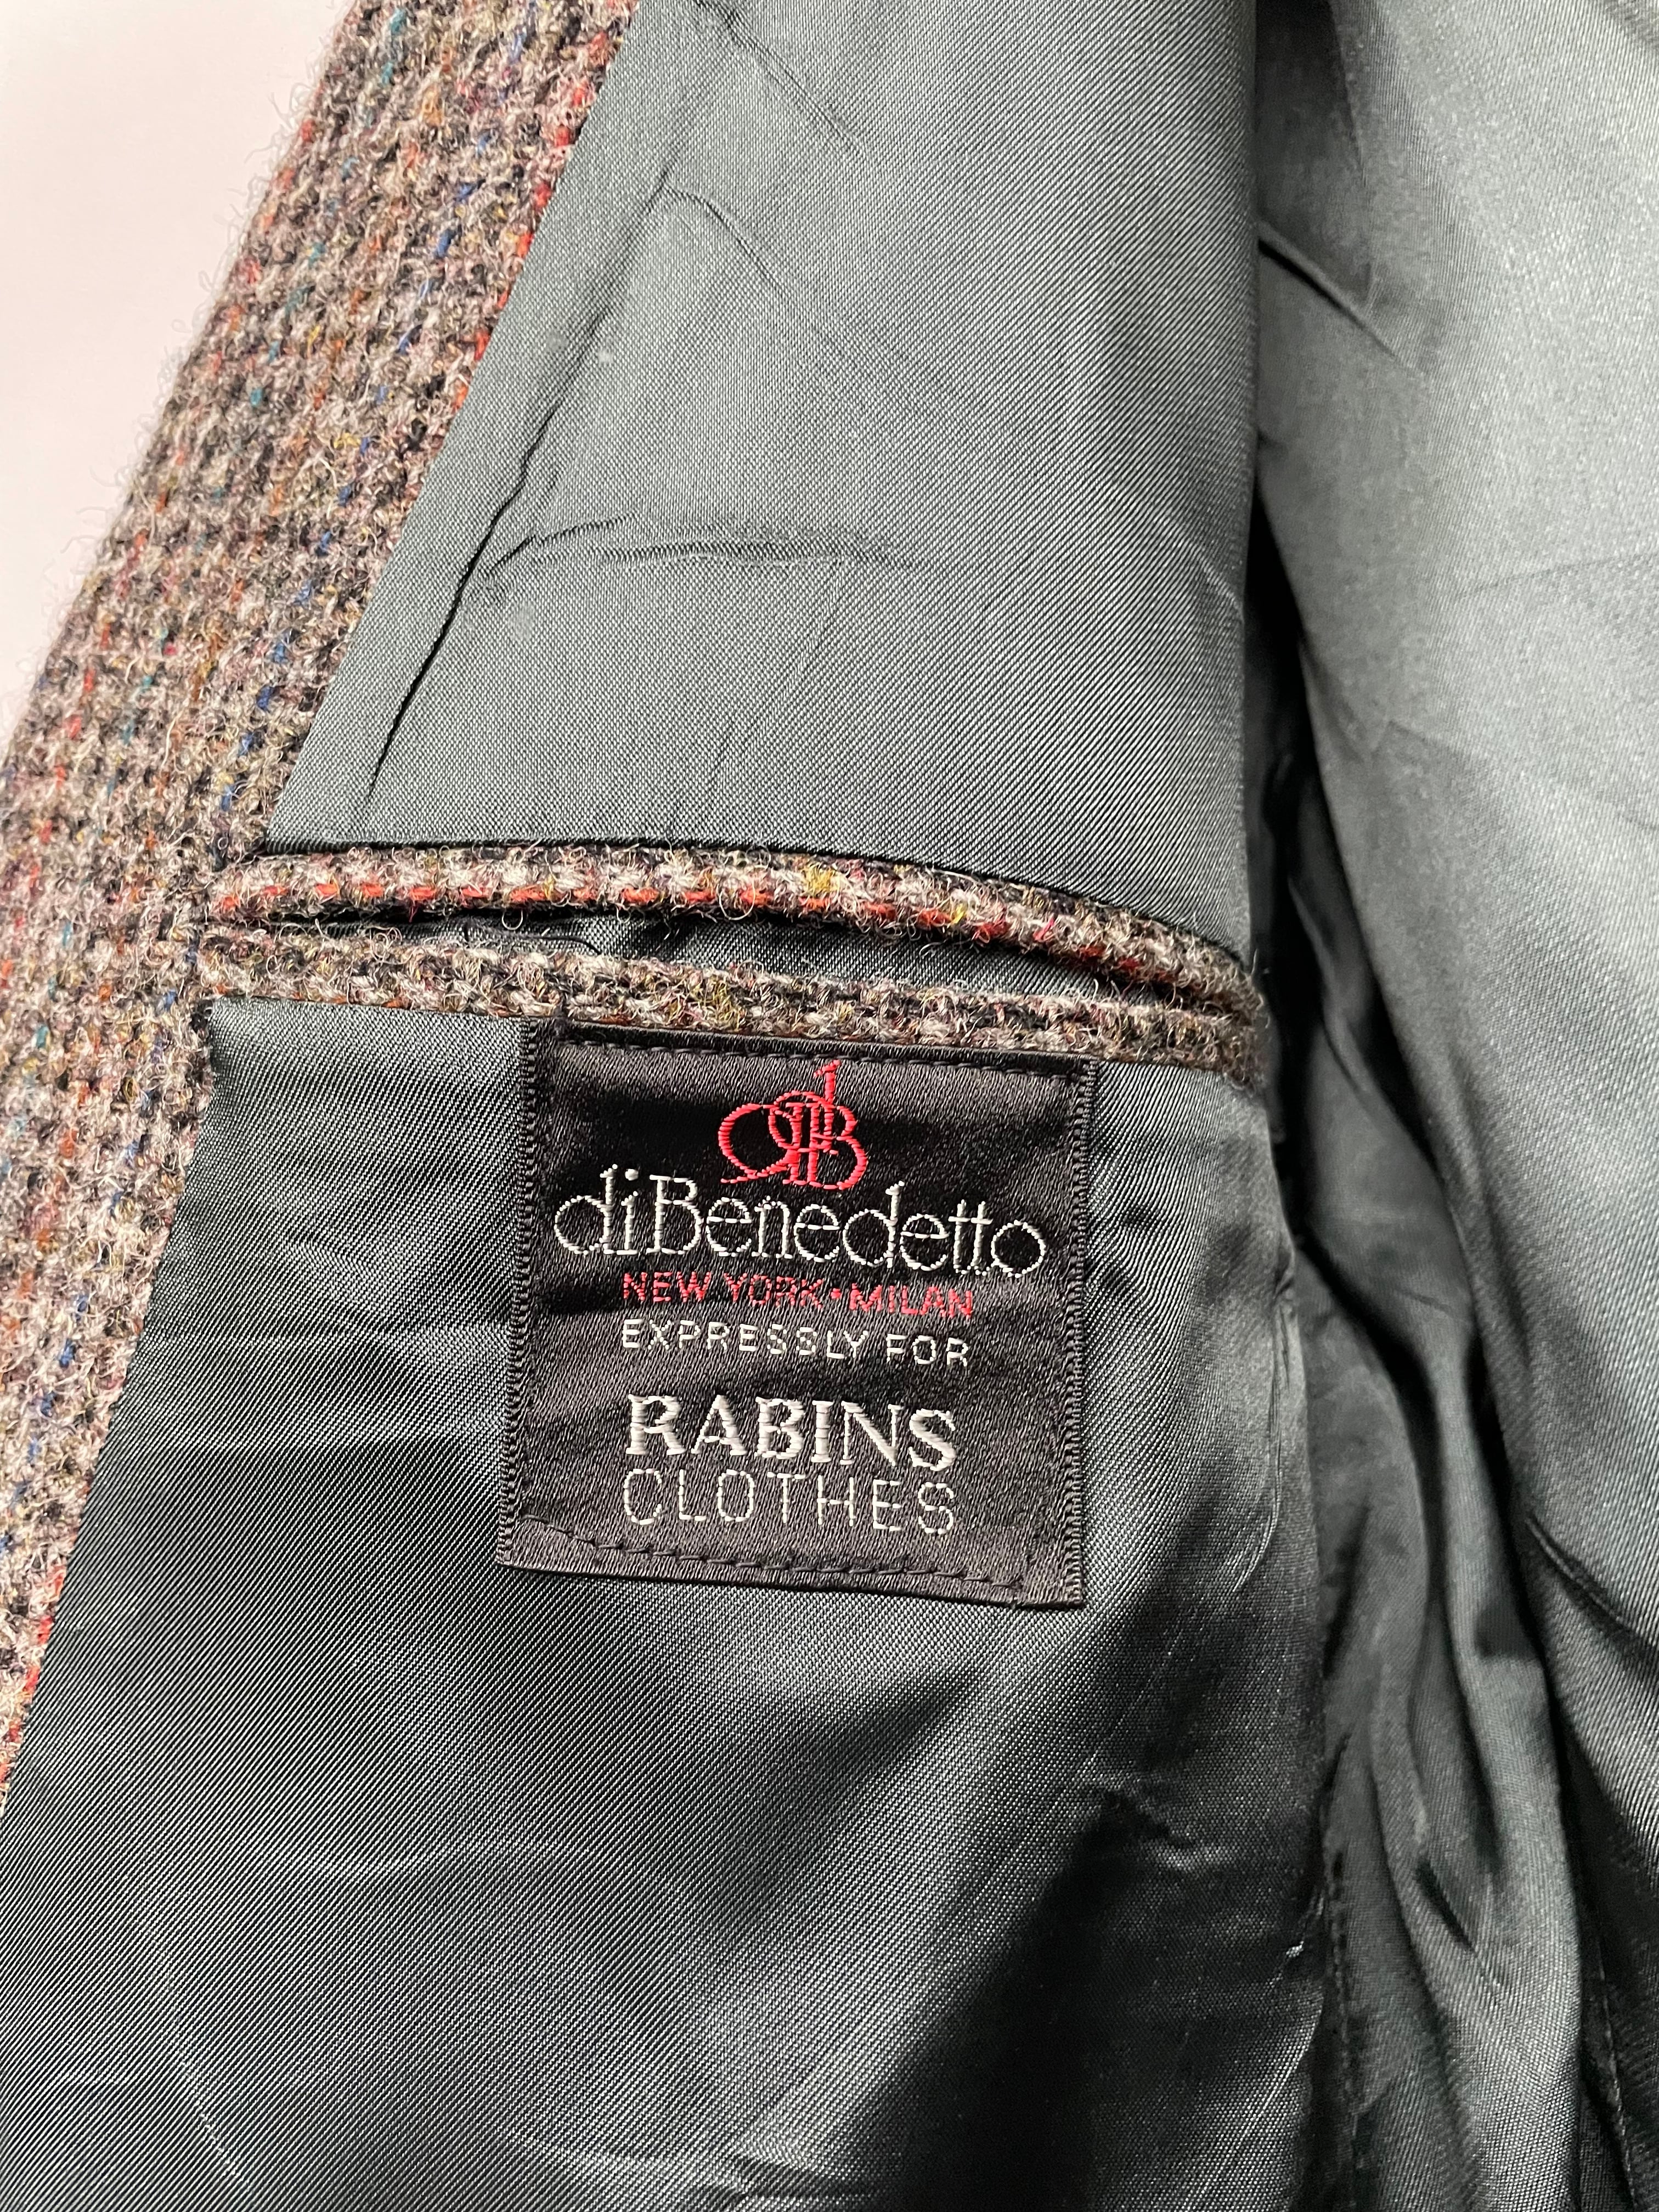 diBenedetto
NEW YORK • MILAN
EXPRESSLY FOR
RABINS
CLOTHES